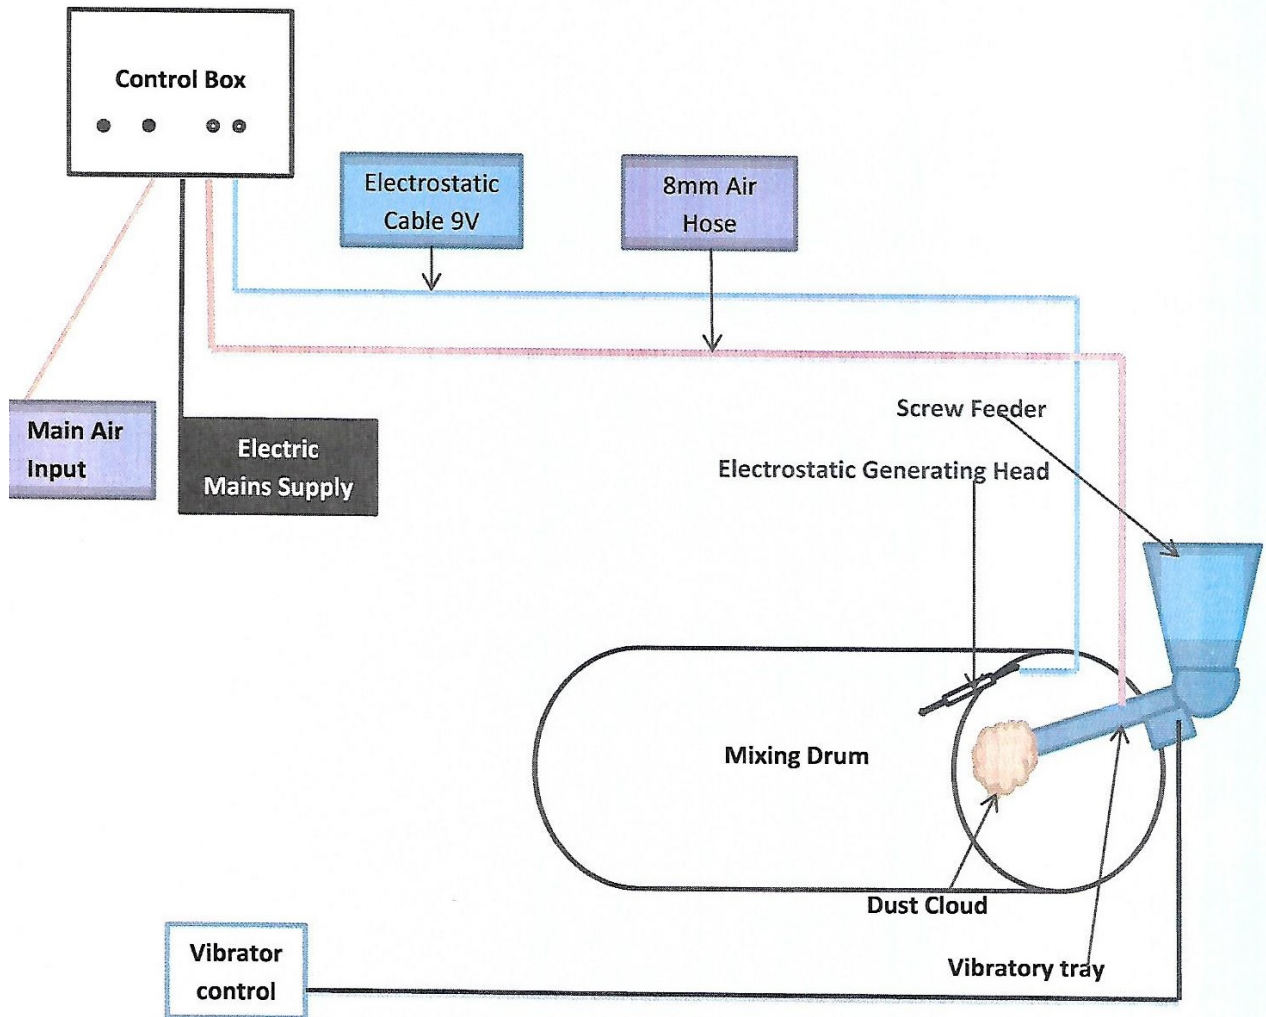 Control Box
Electrostatic
Cable 9V
8mm Air
Hose
Main Air
Input
Electric
Mains Supply
Screw Feeder
Electrostatic Generating Head
Mixing Drum
Dust Cloud
Vibratory tray
Vibrator
control